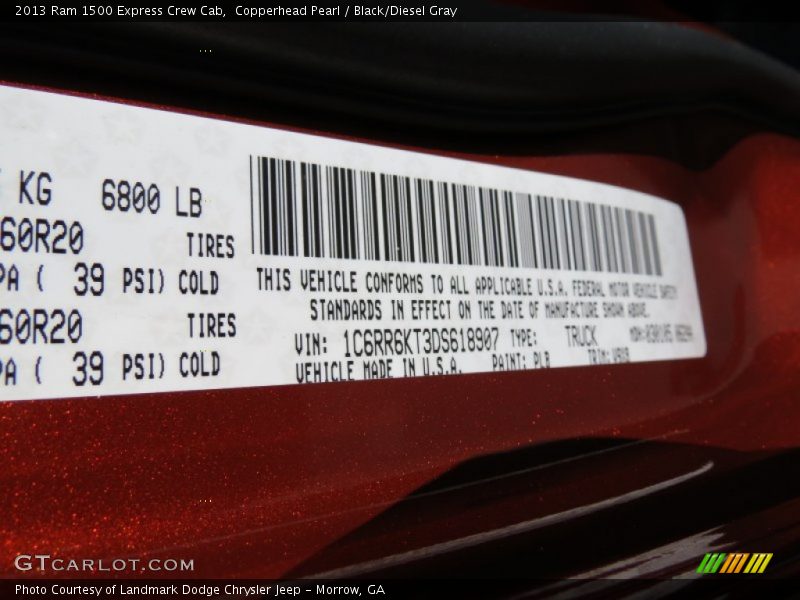 2013 Ram 1500 Express Crew Cab,  Copperhead Pearl / Black/Diesel Gray
KG 6800 LB
60R20 TIRES
PA ( 39 PSI) COLD
60R20 TIRES
PA ( 39 PSI) COLD
THIS VEHICLE CONFORMS TO ALL APPLICABLE U.S.A. FEDERAL MOTOR VEHICLE SAFETY
STANDARDS IN EFFECT ON THE DATE OF MANUFACTURE SHOWN ABOVE.
VIN: 1C6RR6KT3DS618907 TYPE: TRUCK
VEHICLE MADE IN U.S.A. PAINT: PLB TRIM:
GTCARLOT.COM
Photo Courtesy of Landmark Dodge Chrysler Jeep - Morrow, GA